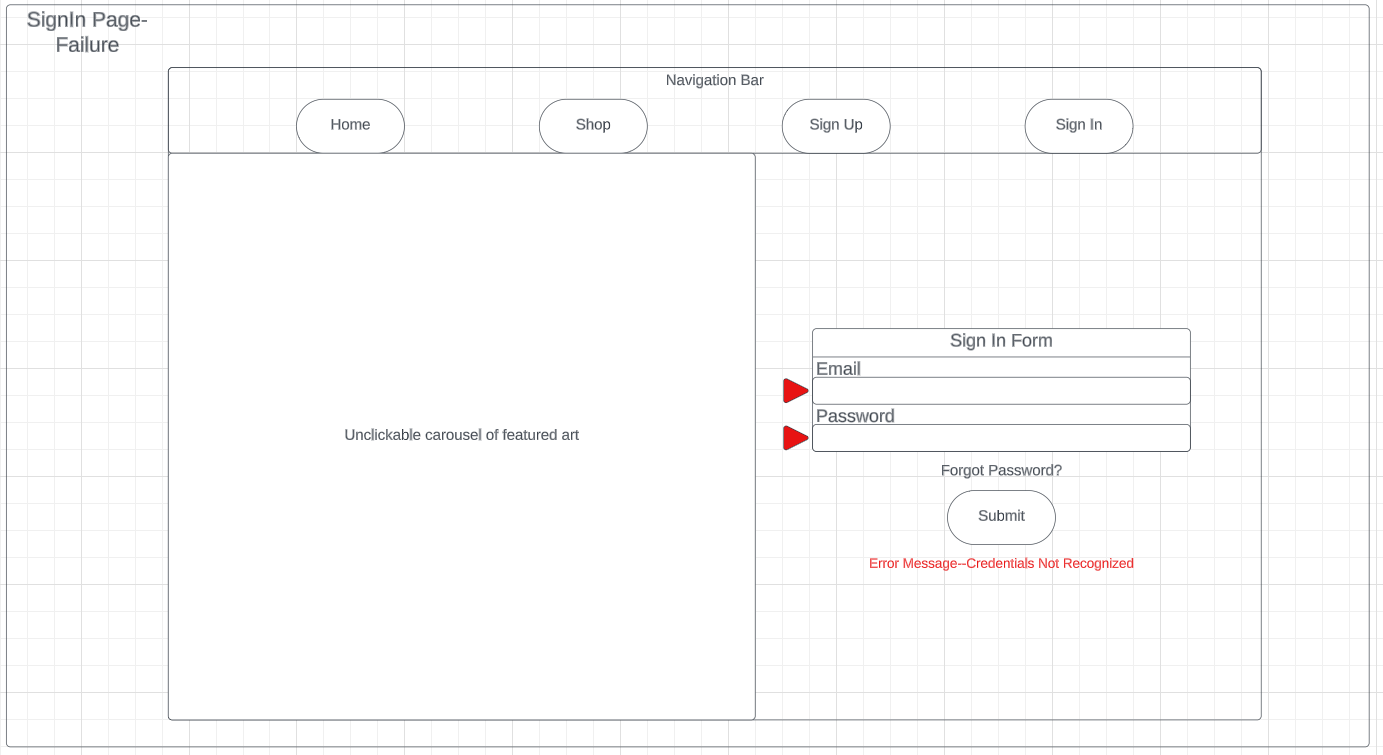 SignIn Page-
Failure
Navigation Bar
Home
Shop
Sign Up
Sign In
Unclickable carousel of featured art
Sign In Form
Email
Password
Forgot Password?
Submit
Error Message--Credentials Not Recognized